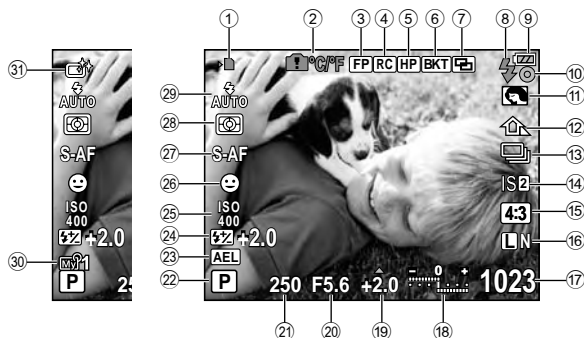 ① ② ③ ④ ⑤ ⑥ ⑦ ⑧ ⑨
°C/°F FP RC HP BKT
⑩
⑪
⑫
⑬
IS 2 ⑭
4:3 ⑮
L N ⑯
1023 ⑰
㉛
AUTO
S-AF
ISO
400
+2.0
MY 1 ㉚
P 25
㉙ AUTO
㉘
㉗ S-AF
㉖
㉕ ISO
400
㉔ +2.0
㉓ AEL
㉒ P 250 F5.6 +2.0 − 0 +
㉑ ⑳ ⑲ ⑱